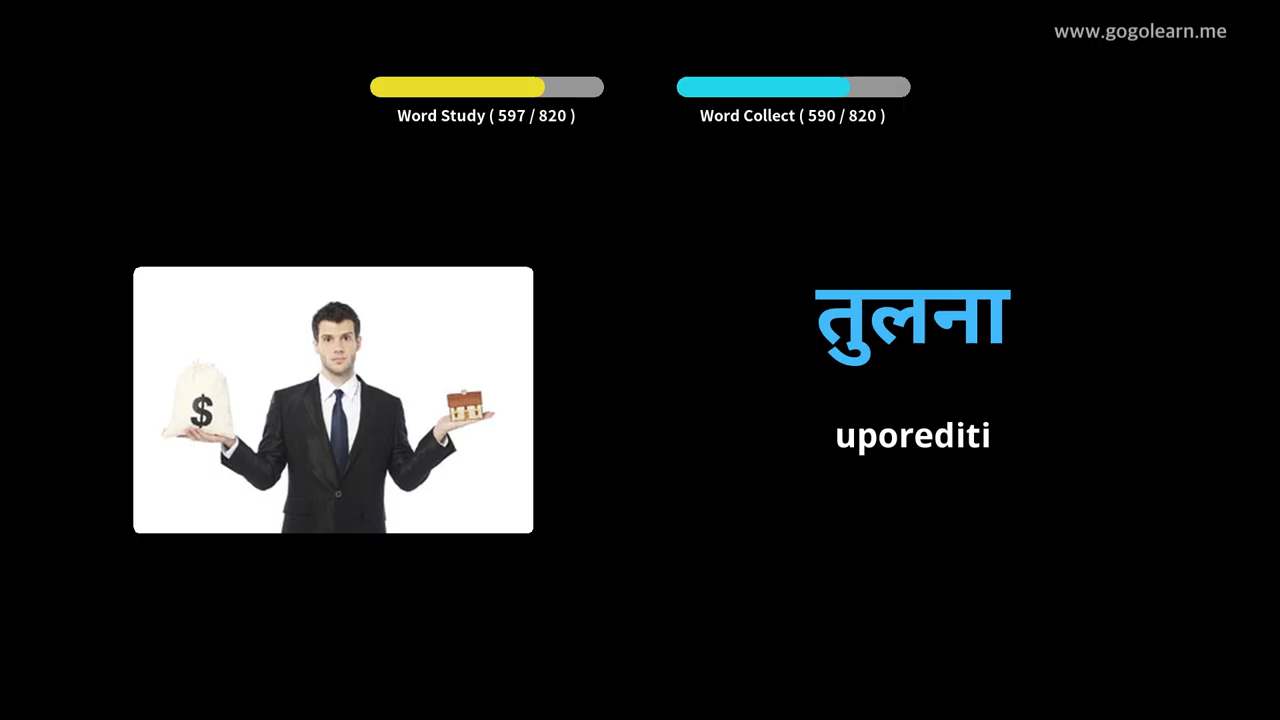 www.gogolearn.me
Word Study ( 597 / 820 )
Word Collect ( 590 / 820 )
$
तुलना
uporediti